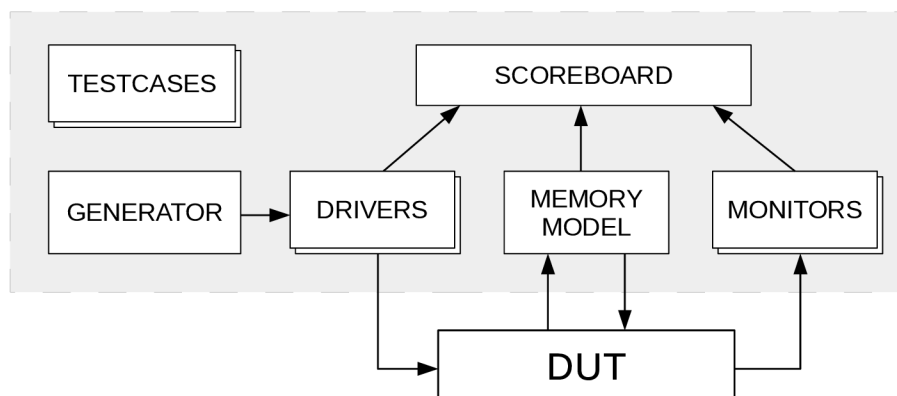 TESTCASES
SCOREBOARD
GENERATOR
DRIVERS
MEMORY
MODEL
MONITORS
DUT